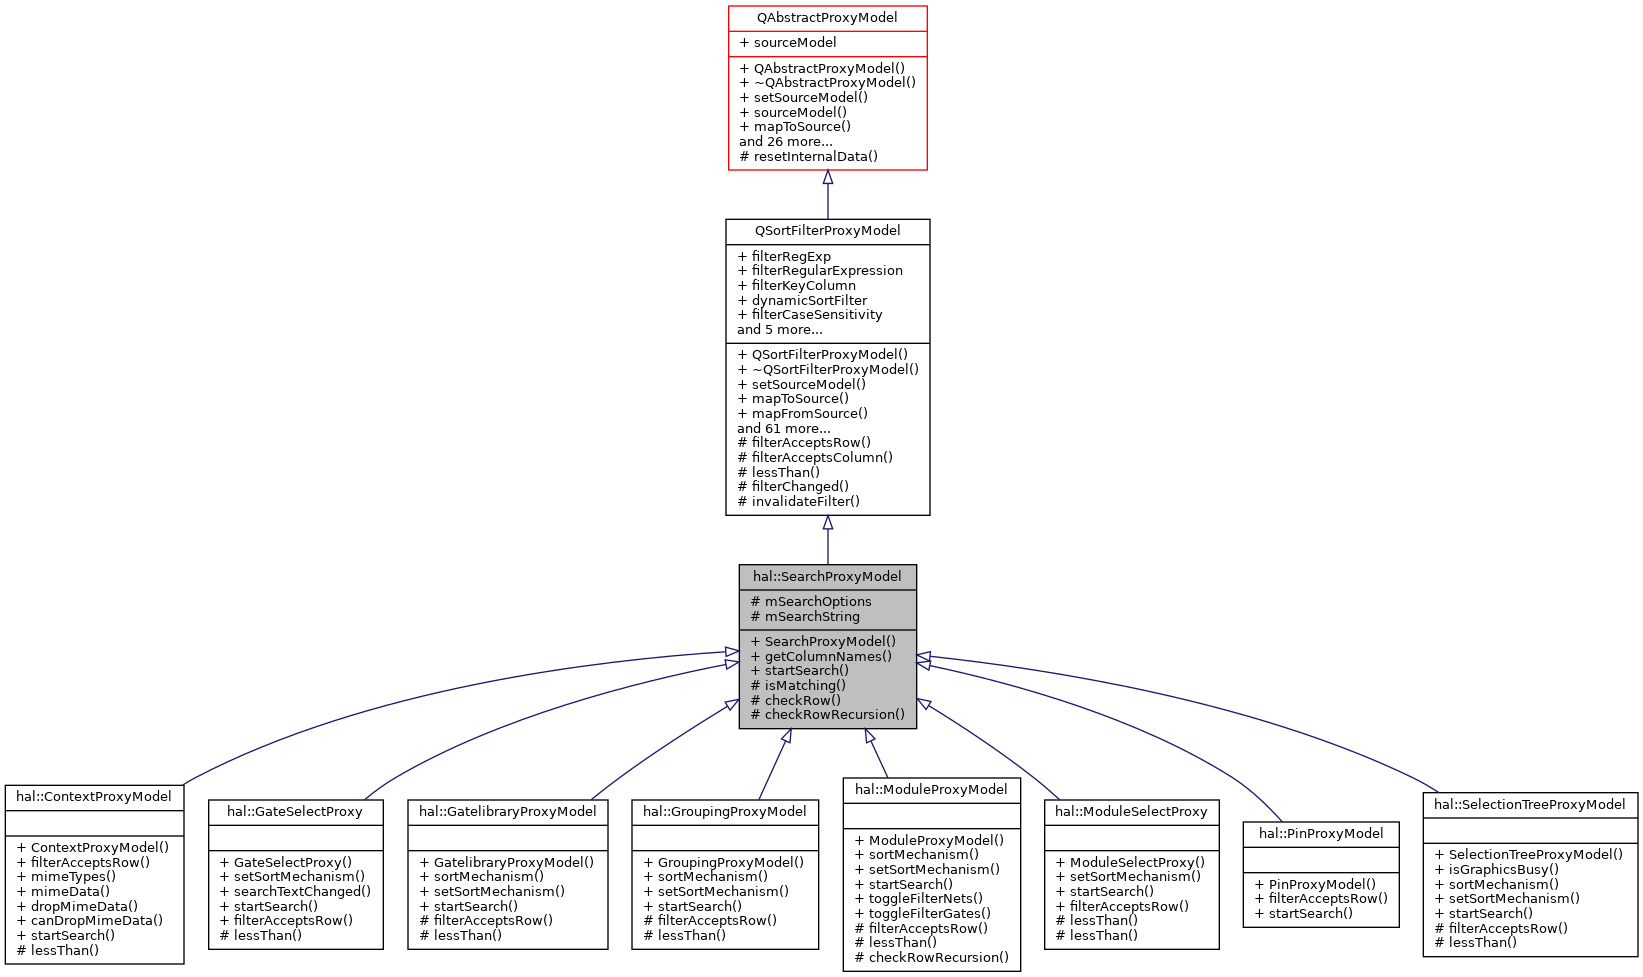 QAbstractProxyModel
+ sourceModel
+ QAbstractProxyModel()
+ ~QAbstractProxyModel()
+ setSourceModel()
+ sourceModel()
+ mapToSource()
and 26 more...
# resetInternalData()
QSortFilterProxyModel
+ filterRegExp
+ filterRegularExpression
+ filterKeyColumn
+ dynamicSortFilter
+ filterCaseSensitivity
and 5 more...
+ QSortFilterProxyModel()
+ ~QSortFilterProxyModel()
+ setSourceModel()
+ mapToSource()
+ mapFromSource()
and 61 more...
# filterAcceptsRow()
# filterAcceptsColumn()
# lessThan()
# filterChanged()
# invalidateFilter()
hal::SearchProxyModel
# mSearchOptions
# mSearchString
+ SearchProxyModel()
+ getColumnNames()
+ startSearch()
# isMatching()
# checkRow()
# checkRowRecursion()
hal::ContextProxyModel
+ ContextProxyModel()
+ filterAcceptsRow()
+ mimeTypes()
+ mimeData()
+ dropMimeData()
+ canDropMimeData()
+ startSearch()
# lessThan()
hal::GateSelectProxy
+ GateSelectProxy()
+ setSortMechanism()
+ searchTextChanged()
+ startSearch()
+ filterAcceptsRow()
# lessThan()
hal::GatelibraryProxyModel
+ GatelibraryProxyModel()
+ sortMechanism()
+ setSortMechanism()
+ startSearch()
# filterAcceptsRow()
# lessThan()
hal::GroupingProxyModel
+ GroupingProxyModel()
+ sortMechanism()
+ setSortMechanism()
+ startSearch()
# filterAcceptsRow()
# lessThan()
hal::ModuleProxyModel
+ ModuleProxyModel()
+ sortMechanism()
+ setSortMechanism()
+ startSearch()
+ toggleFilterNets()
+ toggleFilterGates()
# filterAcceptsRow()
# lessThan()
# checkRowRecursion()
hal::ModuleSelectProxy
+ ModuleSelectProxy()
+ setSortMechanism()
+ startSearch()
+ filterAcceptsRow()
# lessThan()
# lessThan()
hal::PinProxyModel
+ PinProxyModel()
+ filterAcceptsRow()
+ startSearch()
hal::SelectionTreeProxyModel
+ SelectionTreeProxyModel()
+ isGraphicsBusy()
+ sortMechanism()
+ setSortMechanism()
+ startSearch()
# filterAcceptsRow()
# lessThan()